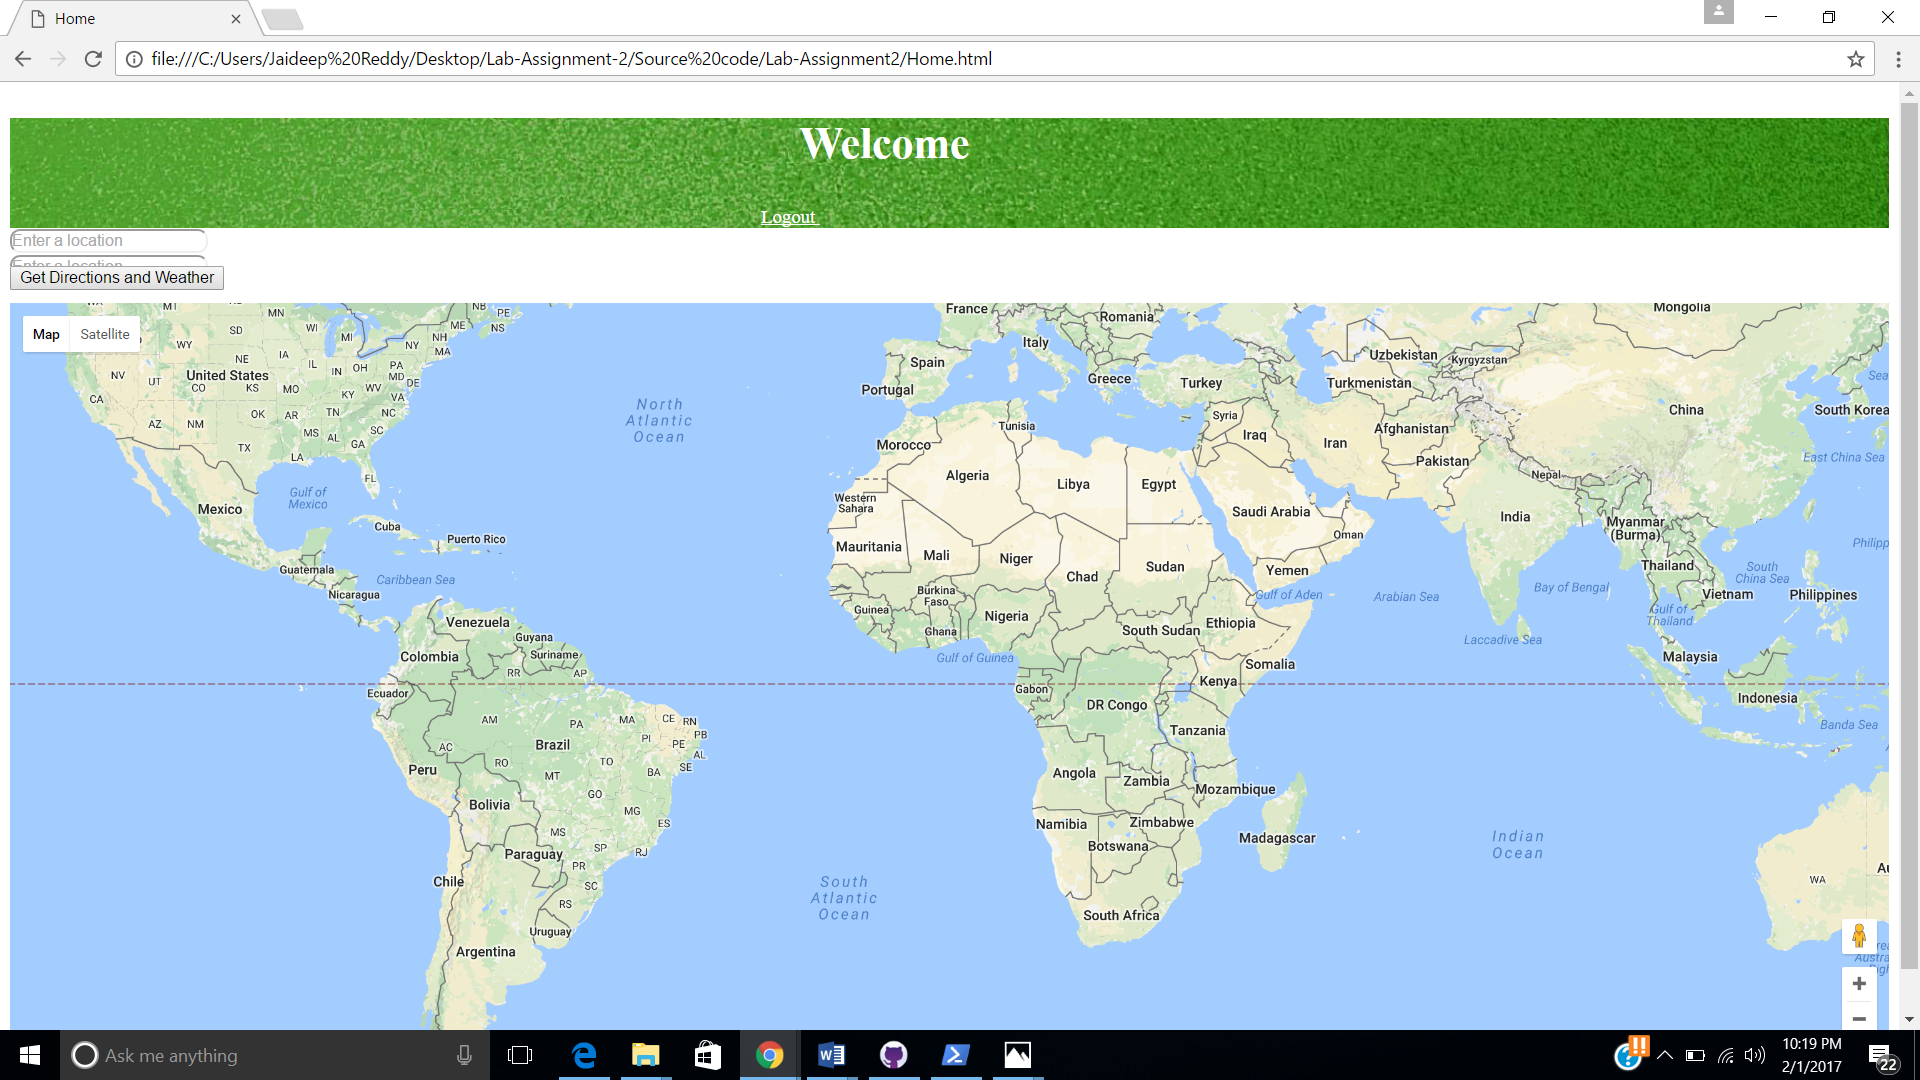 Home
file:///C:/Users/Jaideep%20Reddy/Desktop/Lab-Assignment-2/Source%20code/Lab-Assignment2/Home.html
Welcome
Logout
Enter a location
Enter a location
Get Directions and Weather
Map Satellite
MT MN NB PE
SD WI MI ME NS
WY NY NH
MA
NE IA IL IN OH PA
NV UT United States MD DE
CO KS MO KY WV VA
CA
AZ NM OK AR TN NC
MS AL GA SC
TX LA
FL
North
Atlantic
Ocean
Gulf of
Mexico
Mexico
Cuba
Puerto Rico
Guatemala
Caribbean Sea
Nicaragua
Venezuela
Guyana
Colombia
Suriname
RR AP
Ecuador
AM PA MA CE RN
PB
PI PE AL
AC Brazil SE
RO TO BA
Peru MT
GO
Bolivia MG
MS ES
SP RJ
Paraguay PR
Chile SC
RS
Uruguay
Argentina
South
Atlantic
Ocean
France
Romania
Mongolia
Italy
Spain
Portugal
Greece
Turkey
Uzbekistan
Kyrgyzstan
Turkmenistan
Sea
China
South Korea
Syria
Tunisia
Morocco
Iraq
Iran
Afghanistan
Pakistan
East China Sea
Algeria
Libya
Egypt
Nepal
Western
Sahara
Saudi Arabia
India
Myanmar
(Burma)
Oman
Mauritania
Mali
Niger
Sudan
Yemen
Thailand
South
China Sea
Philipp
Chad
Burkina
Faso
Gulf of Aden
Arabian Sea
Bay of Bengal
Vietnam
Philippines
Guinea
Nigeria
Ethiopia
Gulf of
Thailand
Ghana
South Sudan
Laccadive Sea
Gulf of Guinea
Somalia
Malaysia
Gabon
Kenya
Indonesia
DR Congo
Banda Sea
Tanzania
Angola
Zambia
Mozambique
Namibia
Zimbabwe
Madagascar
Botswana
Indian
Ocean
WA
South Africa
Ask me anything
10:19 PM
2/1/2017
22